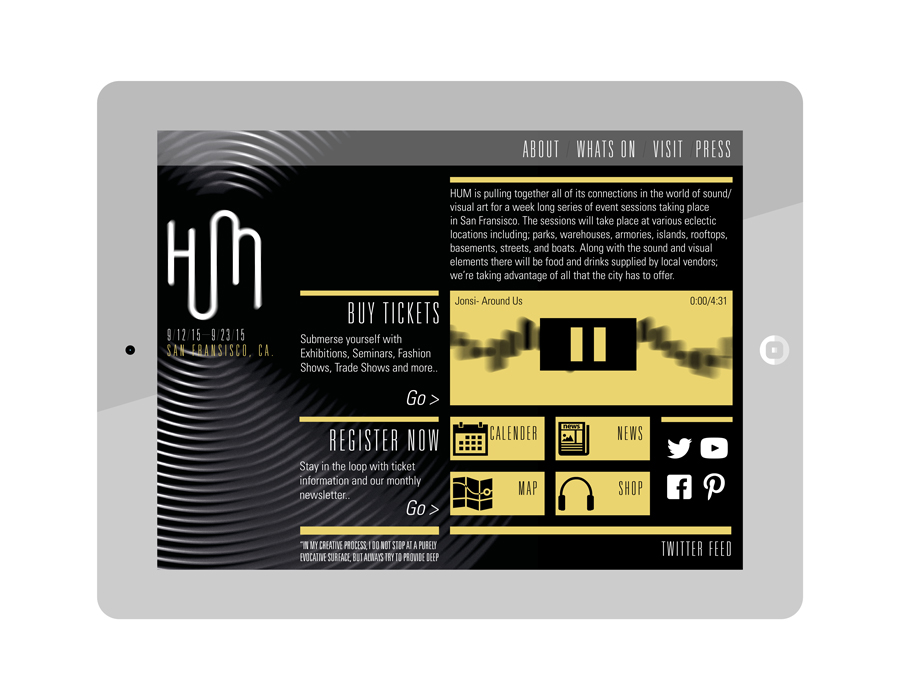 ABOUT / WHATS ON / VISIT / PRESS
HUM
9/12/15-9/23/15
SAN FRANSISCO, CA.
HUM is pulling together all of its connections in the world of sound/
visual art for a week long series of event sessions taking place
in San Fransisco. The sessions will take place at various eclectic
locations including; parks, warehouses, armories, islands, rooftops,
basements, streets, and boats. Along with the sound and visual
elements there will be food and drinks supplied by local vendors;
we're taking advantage of all that the city has to offer.
BUY TICKETS
Submerse yourself with
Exhibitions, Seminars, Fashion
Shows, Trade Shows and more..
Go >
Jonsi- Around Us 0:00/4:31
REGISTER NOW
Stay in the loop with ticket
information and our monthly
newsletter..
Go >
CALENDER
news
NEWS
MAP
SHOP
"IN MY CREATIVE PROCESS, I DO NOT STOP AT A PURELY
EVOCATIVE SURFACE, BUT ALWAYS TRY TO PROVIDE DEEP
TWITTER FEED